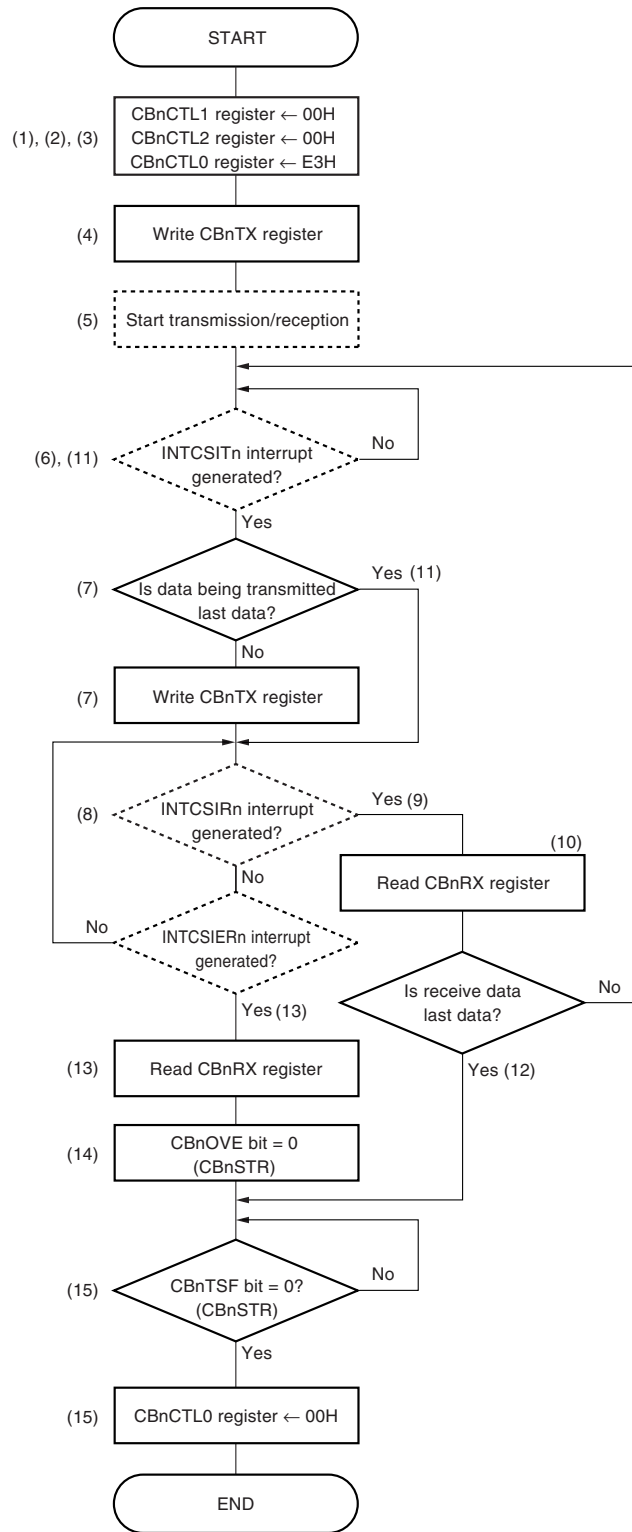 START
(1), (2), (3)
CBnCTL1 register ← 00H
CBnCTL2 register ← 00H
CBnCTL0 register ← E3H
(4)
Write CBnTX register
(5)
Start transmission/reception
(6), (11)
INTCSITn interrupt
generated?
No
Yes
(7)
Is data being transmitted
last data?
Yes (11)
No
(7)
Write CBnTX register
(8)
INTCSIRn interrupt
generated?
Yes (9)
No
(10)
Read CBnRX register
No
INTCSIERn interrupt
generated?
Yes (13)
Is receive data
last data?
No
Yes (12)
(13)
Read CBnRX register
(14)
CBnOVE bit = 0
(CBnSTR)
(15)
CBnTSF bit = 0?
(CBnSTR)
No
Yes
(15)
CBnCTL0 register ← 00H
END